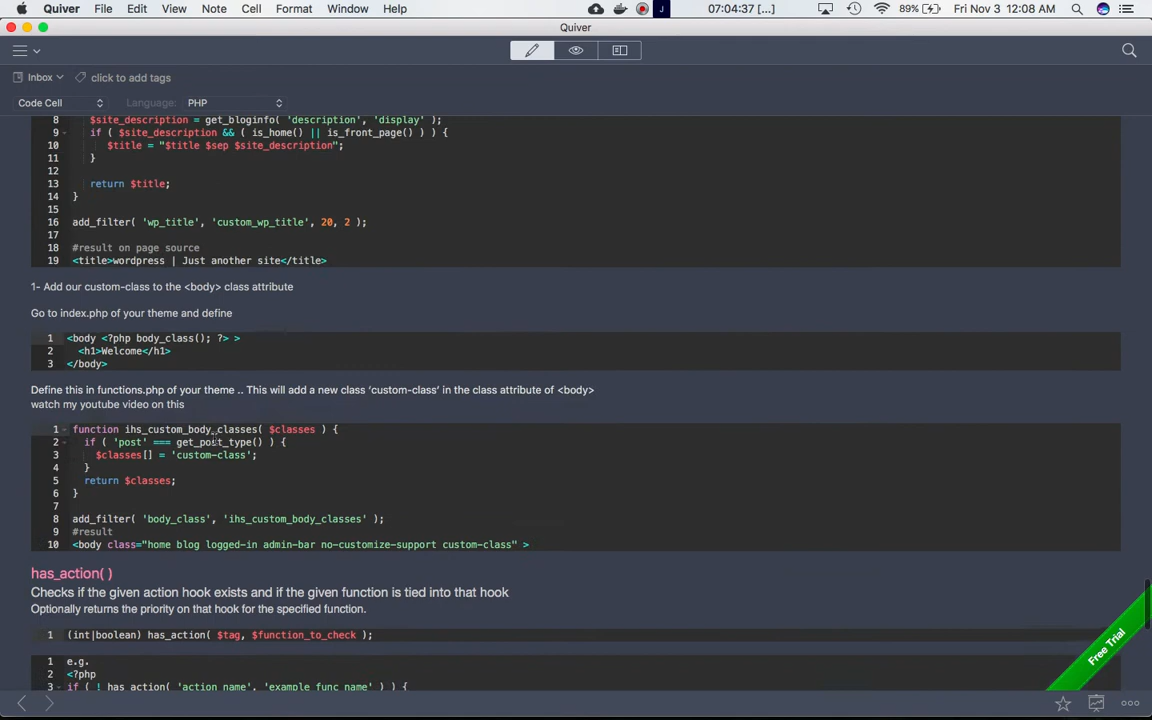 Quiver File Edit View Note Cell Format Window Help 07:04:37 [...] 89% Fri Nov 3 12:08 AM
Quiver
Inbox click to add tags
Code Cell Language: PHP
8 $site_description = get_bloginfo( 'description', 'display' );
9 if ( $site_description && ( is_home() || is_front_page() ) ) {
10 $title = "$title $sep $site_description";
11 }
12
13 return $title;
14 }
15
16 add_filter( 'wp_title', 'custom_wp_title', 20, 2 );
17
18 #result on page source
19 <title>wordpress | Just another site</title>
1- Add our custom-class to the <body> class attribute
Go to index.php of your theme and define
1 <body <?php body_class(); ?> >
2 <h1>Welcome</h1>
3 </body>
Define this in functions.php of your theme .. This will add a new class ‘custom-class’ in the class attribute of <body>
watch my youtube video on this
1 function ihs_custom_body_classes( $classes ) {
2 if ( 'post' === get_post_type() ) {
3 $classes[] = 'custom-class';
4 }
5 return $classes;
6 }
7
8 add_filter( 'body_class', 'ihs_custom_body_classes' );
9 #result
10 <body class="home blog logged-in admin-bar no-customize-support custom-class" >
has_action( )
Checks if the given action hook exists and if the given function is tied into that hook
Optionally returns the priority on that hook for the specified function.
1 (int|boolean) has_action( $tag, $function_to_check );
1 e.g.
2 <?php
3 if ( ! has_action( 'action_name', 'example_func_name' ) ) {
Free Trial